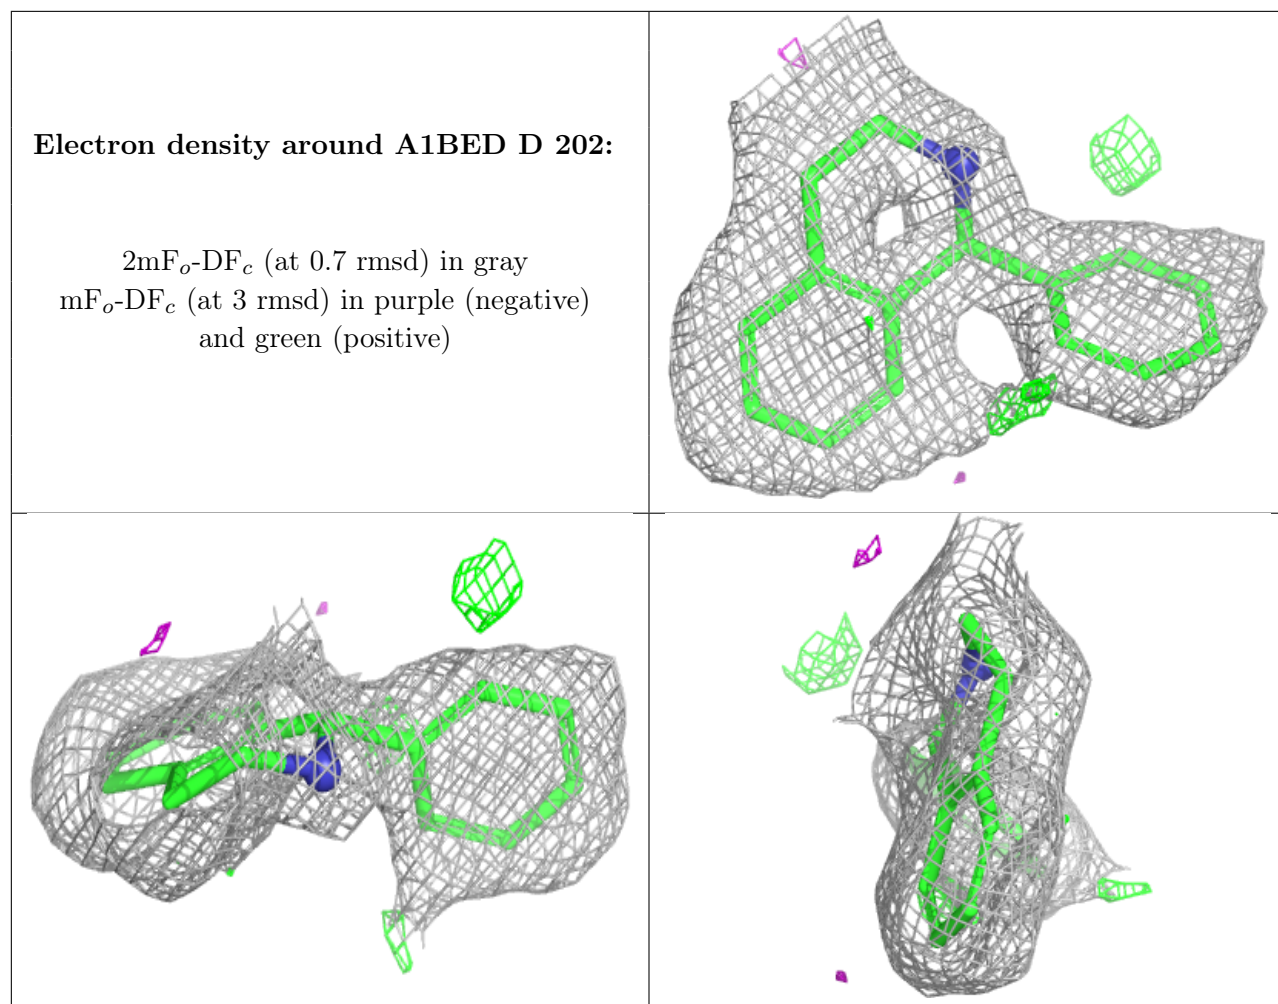 Electron density around A1BED D 202:
2mFo-DFc (at 0.7 rmsd) in gray
mFo-DFc (at 3 rmsd) in purple (negative)
and green (positive)